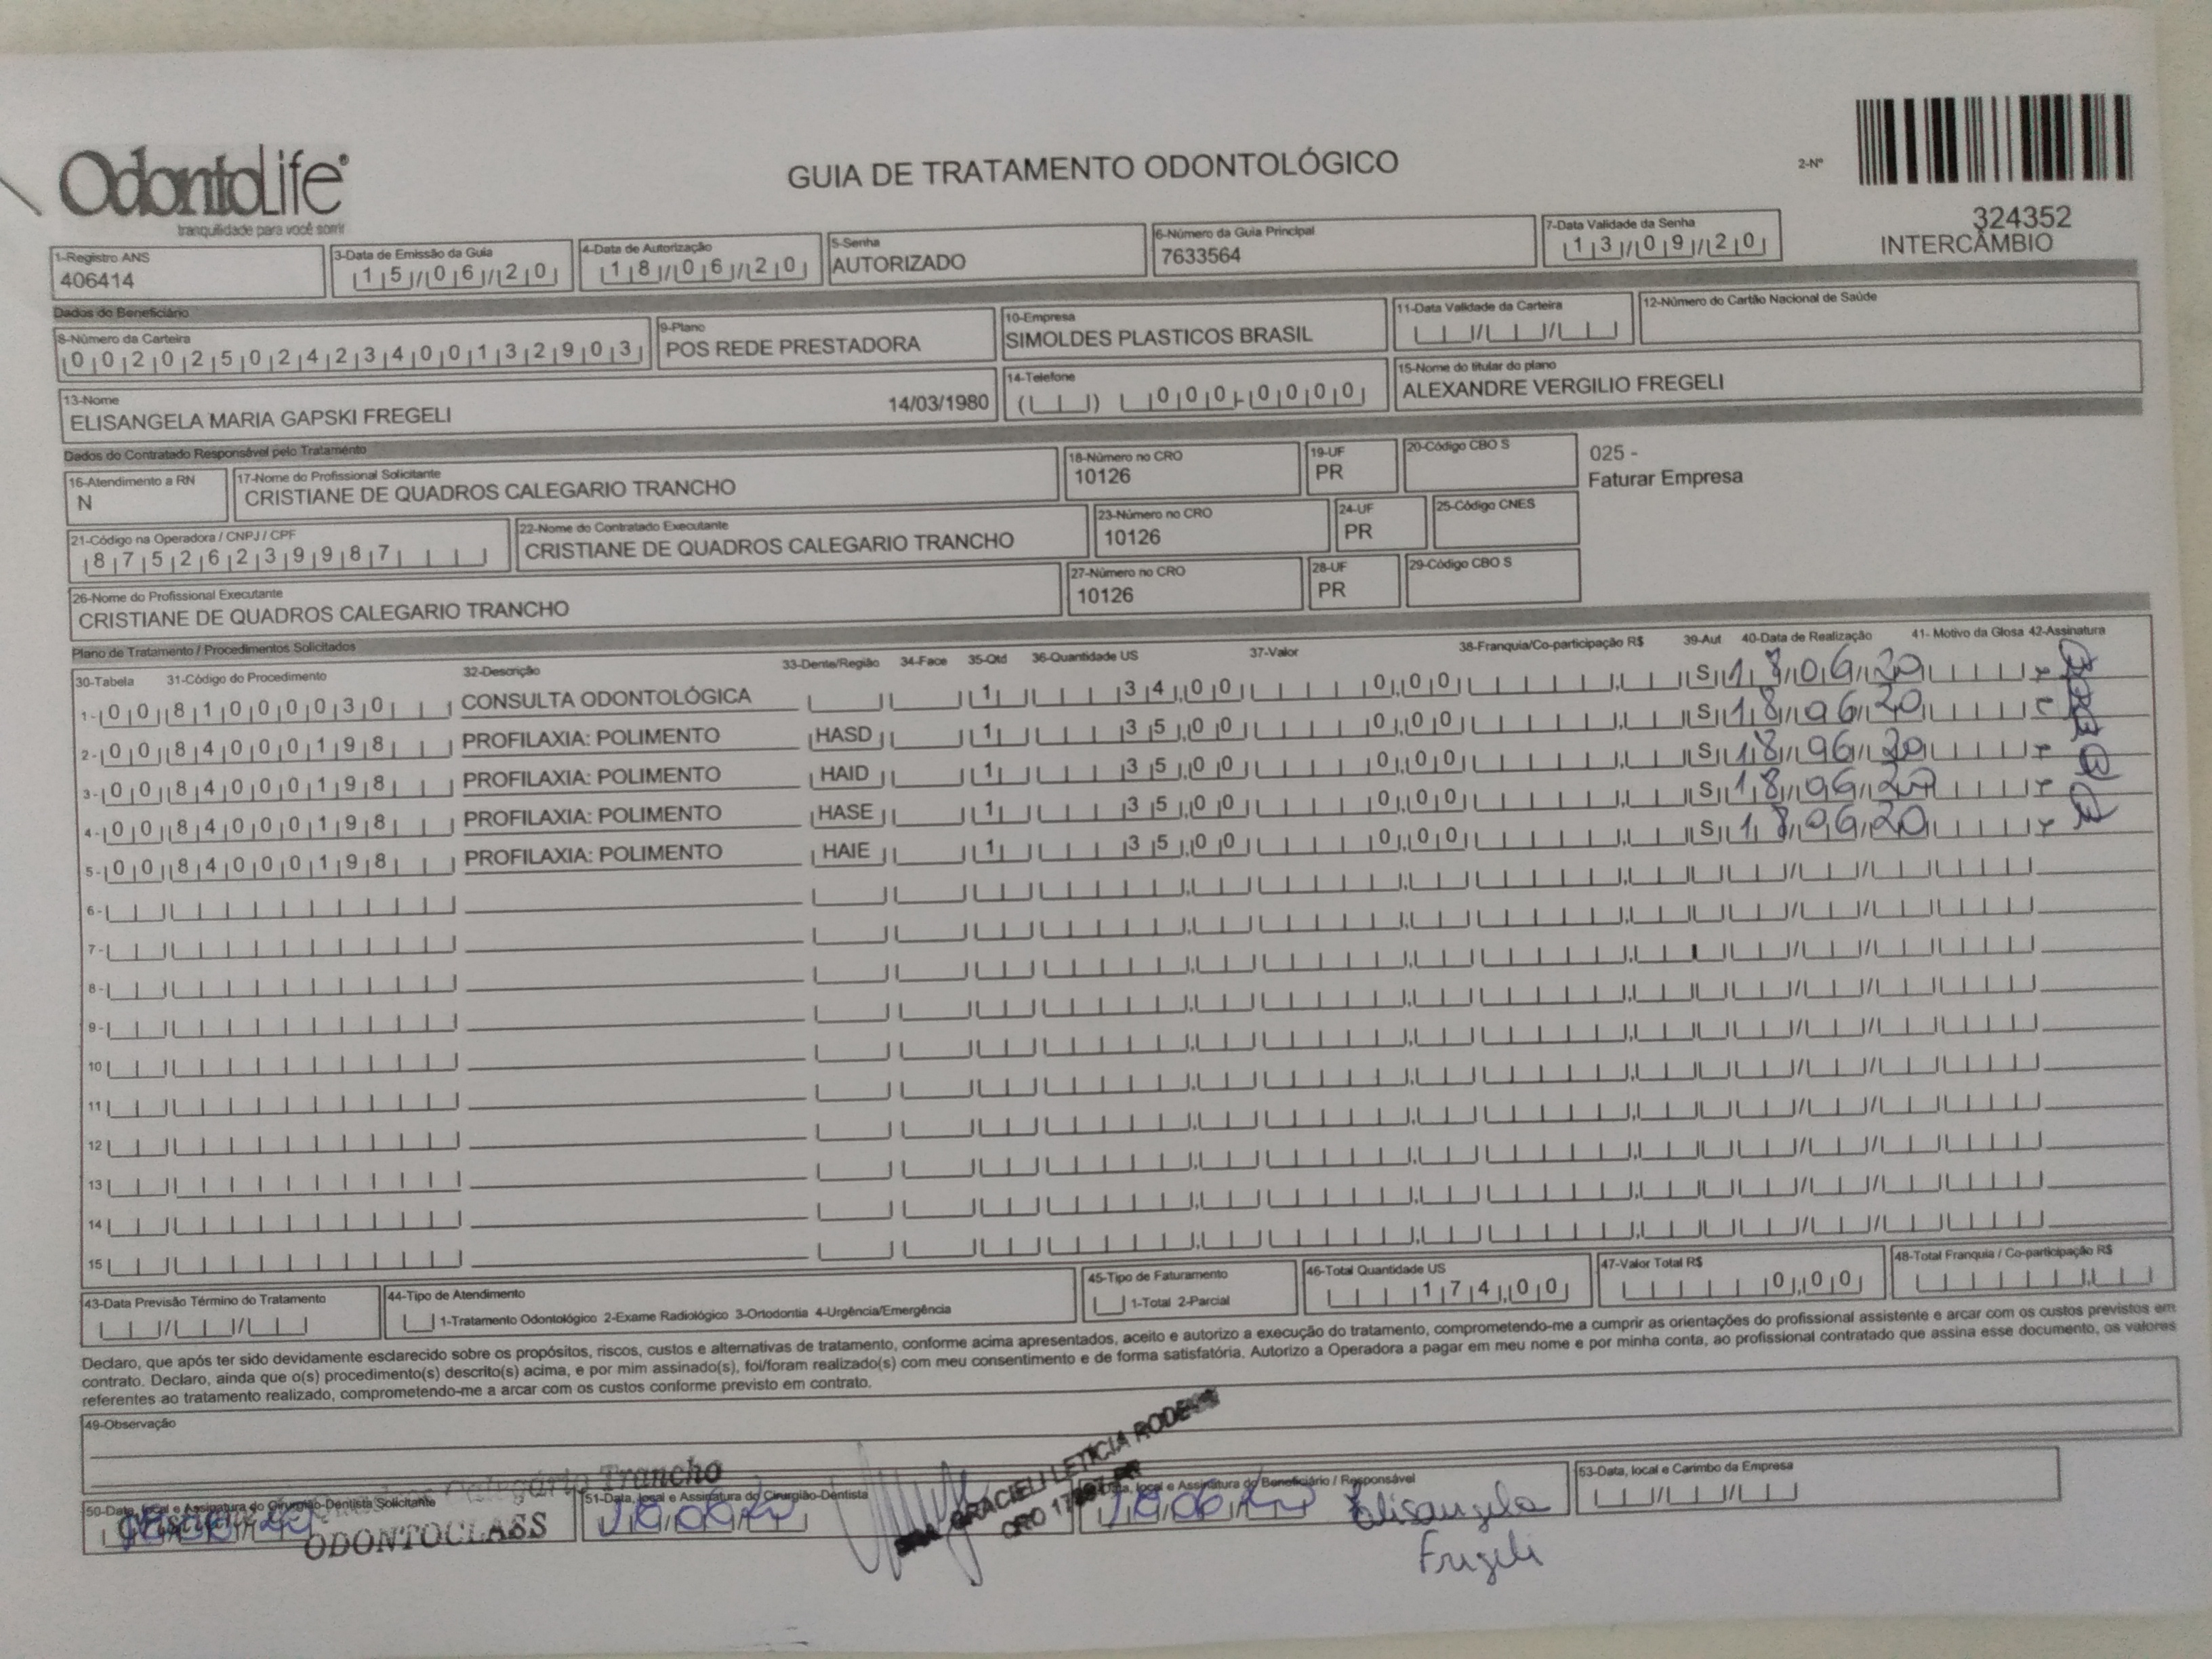 OdontoLife®
tranquilidade para você sorrir
GUIA DE TRATAMENTO ODONTOLÓGICO
2-Nº
324352
INTERCÂMBIO
1-Registro ANS
406414
3-Data de Emissão da Guia
15/06/20
4-Data de Autorização
18/06/20
5-Senha
AUTORIZADO
6-Número da Guia Principal
7633564
7-Data Validade da Senha
13/09/20
Dados do Beneficiário
8-Número da Carteira
00202502423400132903
9-Plano
POS REDE PRESTADORA
10-Empresa
SIMOLDES PLASTICOS BRASIL
11-Data Validade da Carteira
12-Número do Cartão Nacional de Saúde
13-Nome
ELISANGELA MARIA GAPSKI FREGELI 14/03/1980
14-Telefone
( ) 000-0000
15-Nome do titular do plano
ALEXANDRE VERGILIO FREGELI
Dados do Contratado Responsável pelo Tratamento
16-Atendimento a RN
N
17-Nome do Profissional Solicitante
CRISTIANE DE QUADROS CALEGARIO TRANCHO
18-Número no CRO
10126
19-UF
PR
20-Código CBO S
025 -
Faturar Empresa
21-Código na Operadora / CNPJ / CPF
87526239987
22-Nome do Contratado Executante
CRISTIANE DE QUADROS CALEGARIO TRANCHO
23-Número no CRO
10126
24-UF
PR
25-Código CNES
26-Nome do Profissional Executante
CRISTIANE DE QUADROS CALEGARIO TRANCHO
27-Número no CRO
10126
28-UF
PR
29-Código CBO S
Plano de Tratamento / Procedimentos Solicitados
30-Tabela 31-Código do Procedimento 32-Descrição 33-Dente/Região 34-Face 35-Qtd 36-Quantidade US 37-Valor 38-Franquia/Co-participação R$ 39-Aut 40-Data de Realização 41- Motivo da Glosa 42-Assinatura
1- 00 81000030 CONSULTA ODONTOLÓGICA 1 34,00 0,00 S 18/06/20
2- 00 84000198 PROFILAXIA: POLIMENTO HASD 1 35,00 0,00 S 18/06/20
3- 00 84000198 PROFILAXIA: POLIMENTO HAID 1 35,00 0,00 S 18/06/20
4- 00 84000198 PROFILAXIA: POLIMENTO HASE 1 35,00 0,00 S 18/06/20
5- 00 84000198 PROFILAXIA: POLIMENTO HAIE 1 35,00 0,00 S 18/06/20
6-
7-
8-
9-
10
11
12
13
14
15
43-Data Previsão Término do Tratamento
44-Tipo de Atendimento
1-Tratamento Odontológico 2-Exame Radiológico 3-Ortodontia 4-Urgência/Emergência
45-Tipo de Faturamento
1-Total 2-Parcial
46-Total Quantidade US
174,00
47-Valor Total R$
0,00
48-Total Franquia / Co-participação R$
Declaro, que após ter sido devidamente esclarecido sobre os propósitos, riscos, custos e alternativas de tratamento, conforme acima apresentados, aceito e autorizo a execução do tratamento, comprometendo-me a cumprir as orientações do profissional assistente e arcar com os custos previstos em
contrato. Declaro, ainda que o(s) procedimento(s) descrito(s) acima, e por mim assinado(s), foi/foram realizado(s) com meu consentimento e de forma satisfatória. Autorizo a Operadora a pagar em meu nome e por minha conta, ao profissional contratado que assina esse documento, os valores
referentes ao tratamento realizado, comprometendo-me a arcar com os custos conforme previsto em contrato.
49-Observação
50-Data, local e Assinatura do Cirurgião-Dentista Solicitante
Calegário Trancho
ODONTOCLASS
51-Data, local e Assinatura do Cirurgião-Dentista
18/06/20
GRACIELI LETICIA
CRO
Data, local e Assinatura do Beneficiário / Responsável
18/06/20
Elisangela
Fregeli
53-Data, local e Carimbo da Empresa